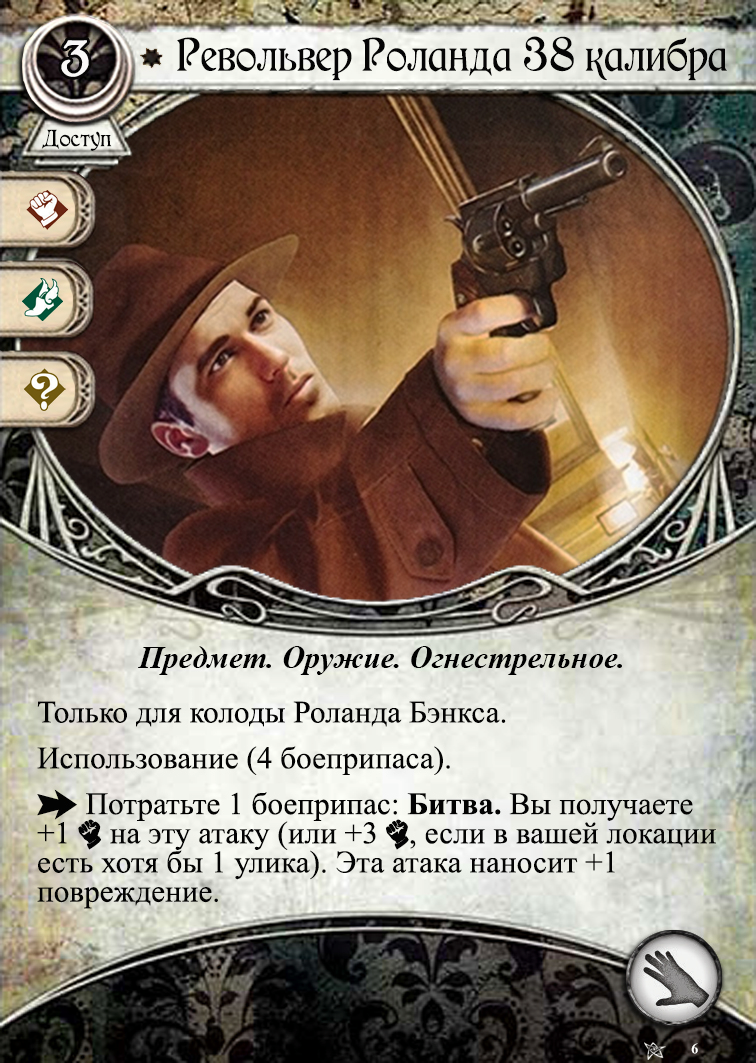 3
Револьвер Роланда 38 калибра
Доступ
?
Предмет. Оружие. Огнестрельное.
Только для колоды Роланда Бэнкса.
Использование (4 боеприпаса).
Потратьте 1 боеприпас: Битва. Вы получаете
+1 на эту атаку (или +3 , если в вашей локации
есть хотя бы 1 улика). Эта атака наносит +1
повреждение.
6